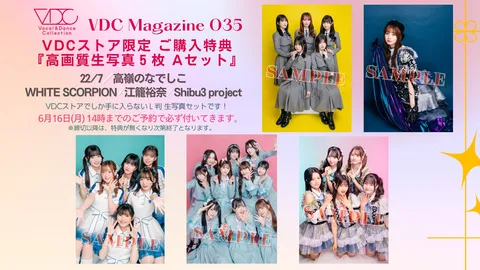 VDC
Vocal&Dance
Collection
VDC Magazine 035
VDCストア限定 ご購入特典
『高画質生写真５枚 Aセット』
22/7／高嶺のなでしこ
WHITE SCORPION／江籠裕奈／Shibu3 project
VDCストアでしか手に入らないL判 生写真セットです！
6月16日(月) 14時までのご予約で必ず付いてきます。
※締切以降は、特典が無くなり次第終了となります。
SAMPLE
SAMPLE
SAMPLE
SAMPLE
SAMPLE